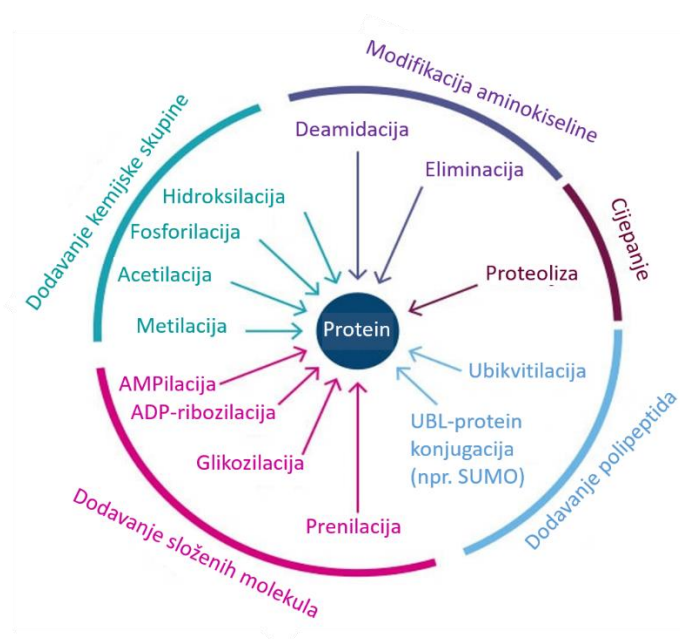 Modifikacija aminokiseline
Deamidacija
Eliminacija
Cijepanje
Proteoliza
Dodavanje kemijske skupine
Hidroksilacija
Fosforilacija
Acetilacija
Metilacija
Protein
AMPilacija
ADP-ribozilacija
Glikozilacija
Prenilacija
Dodavanje složenih molekula
Ubikvitilacija
UBL-protein
konjugacija
(npr. SUMO)
Dodavanje polipeptida